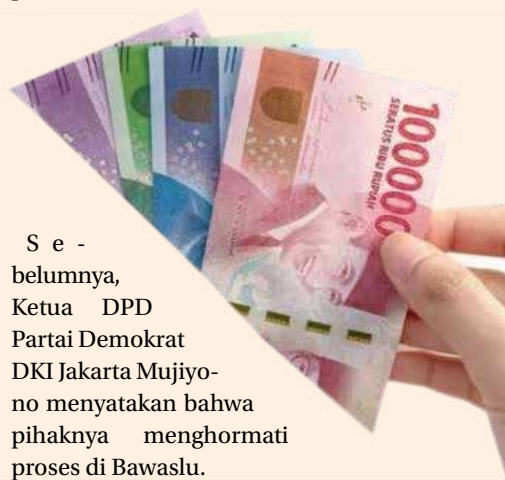 100000
SERATUS RIBU RUPIAH
S e -
belumnya,
Ketua DPD
Partai Demokrat
DKI Jakarta Mujiyo-
no menyatakan bahwa
pihaknya menghormati
proses di Bawaslu.